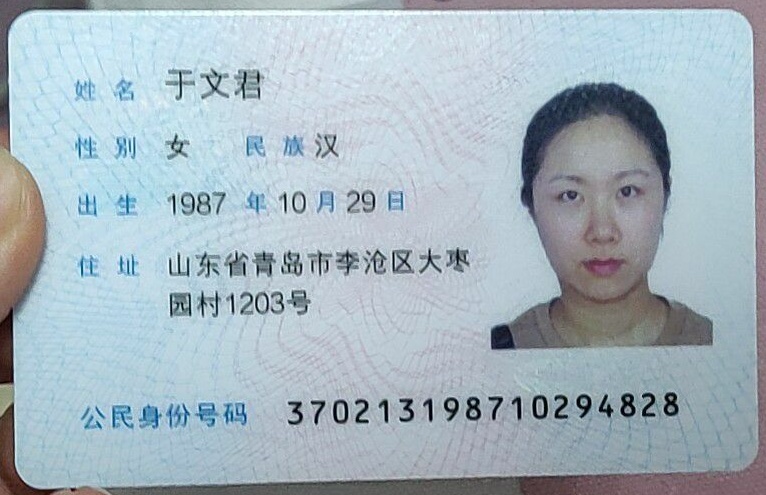 姓名 于文君
性别 女 民族 汉
出生 1987 年 10 月 29 日
住址 山东省青岛市李沧区大枣
园村1203号
公民身份号码 370213198710294828